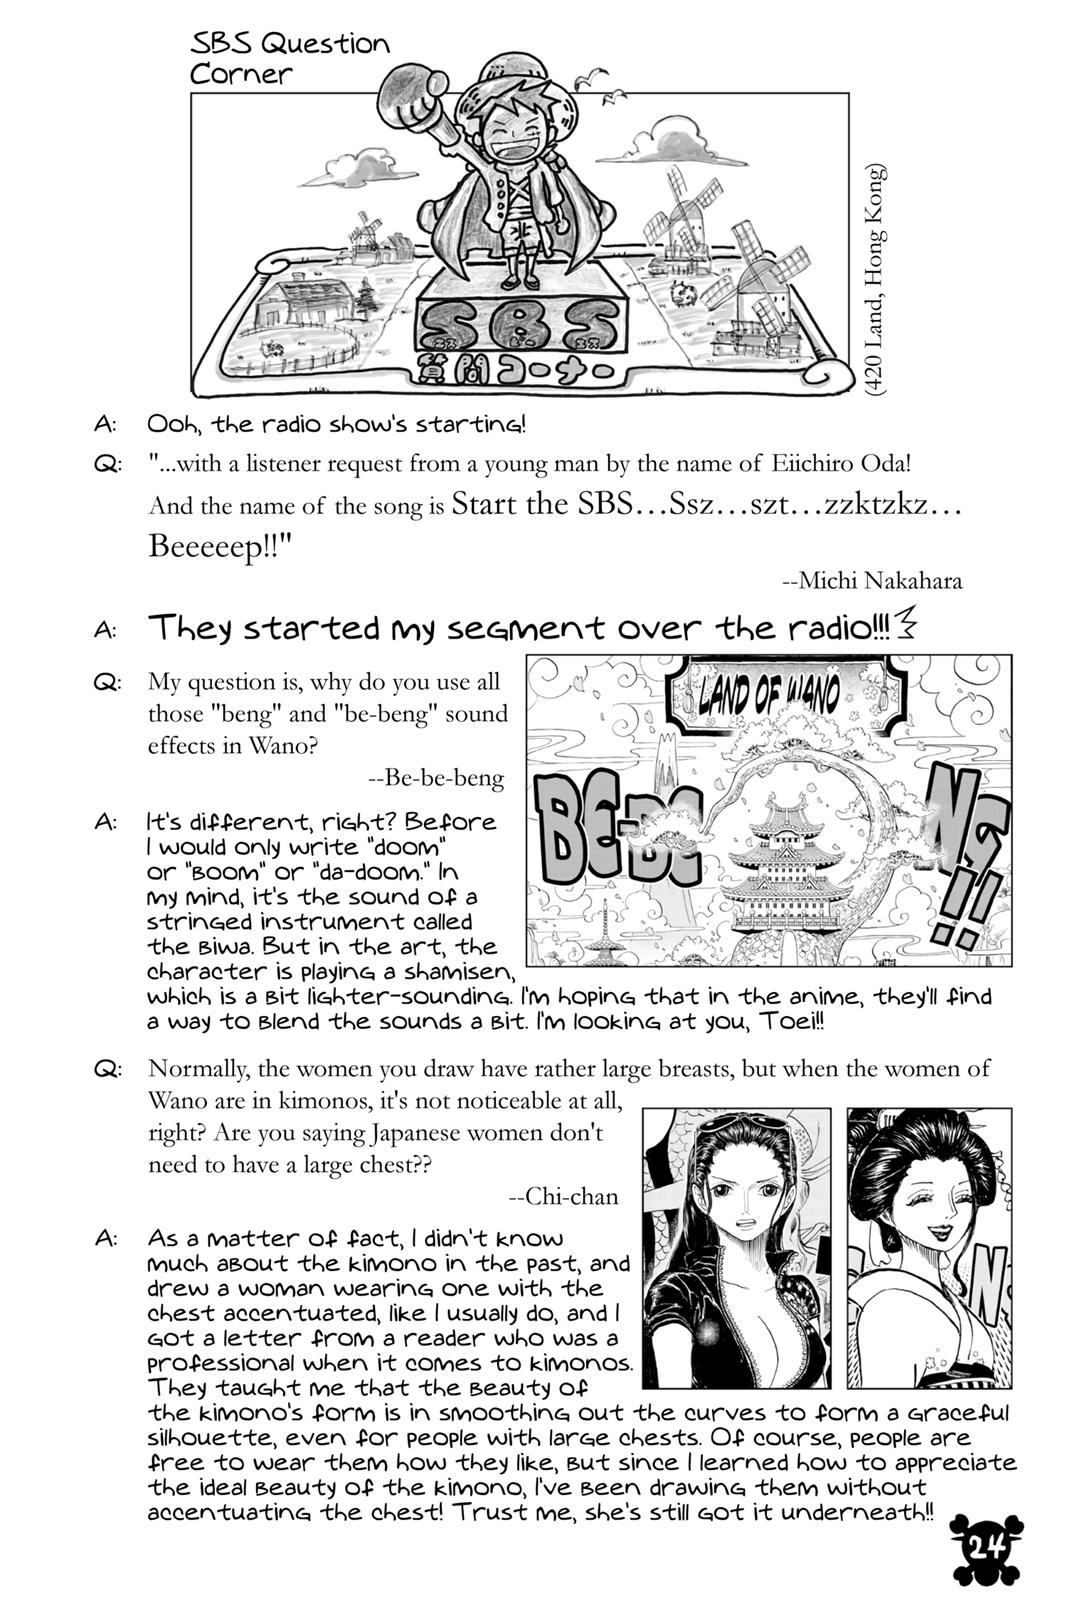 SBS Question
Corner
SBS
質問コーナー
(420 Land, Hong Kong)
A: Ooh, the radio show's starting!
Q: "...with a listener request from a young man by the name of Eiichiro Oda!
And the name of the song is Start the SBS...Ssz...szt...zzktzkz...
Beeeeep!!"
--Michi Nakahara
A: They started my segment over the radio!!!
Q: My question is, why do you use all
those "beng" and "be-beng" sound
effects in Wano?
--Be-be-beng
LAND OF WANO
BE-BE
NG!!
A: It's different, right? Before
I would only write "doom"
or "boom" or "da-doom." In
my mind, it's the sound of a
stringed instrument called
the biwa. But in the art, the
character is playing a shamisen,
which is a bit lighter-sounding. I'm hoping that in the anime, they'll find
a way to blend the sounds a bit. I'm looking at you, Toei!!
Q: Normally, the women you draw have rather large breasts, but when the women of
Wano are in kimonos, it's not noticeable at all,
right? Are you saying Japanese women don't
need to have a large chest??
--Chi-chan
A: As a matter of fact, I didn't know
much about the kimono in the past, and
drew a woman wearing one with the
chest accentuated, like I usually do, and I
got a letter from a reader who was a
professional when it comes to kimonos.
They taught me that the beauty of
the kimono's form is in smoothing out the curves to form a graceful
silhouette, even for people with large chests. Of course, people are
free to wear them how they like, but since I learned how to appreciate
the ideal beauty of the kimono, I've been drawing them without
accentuating the chest! Trust me, she's still got it underneath!!
24